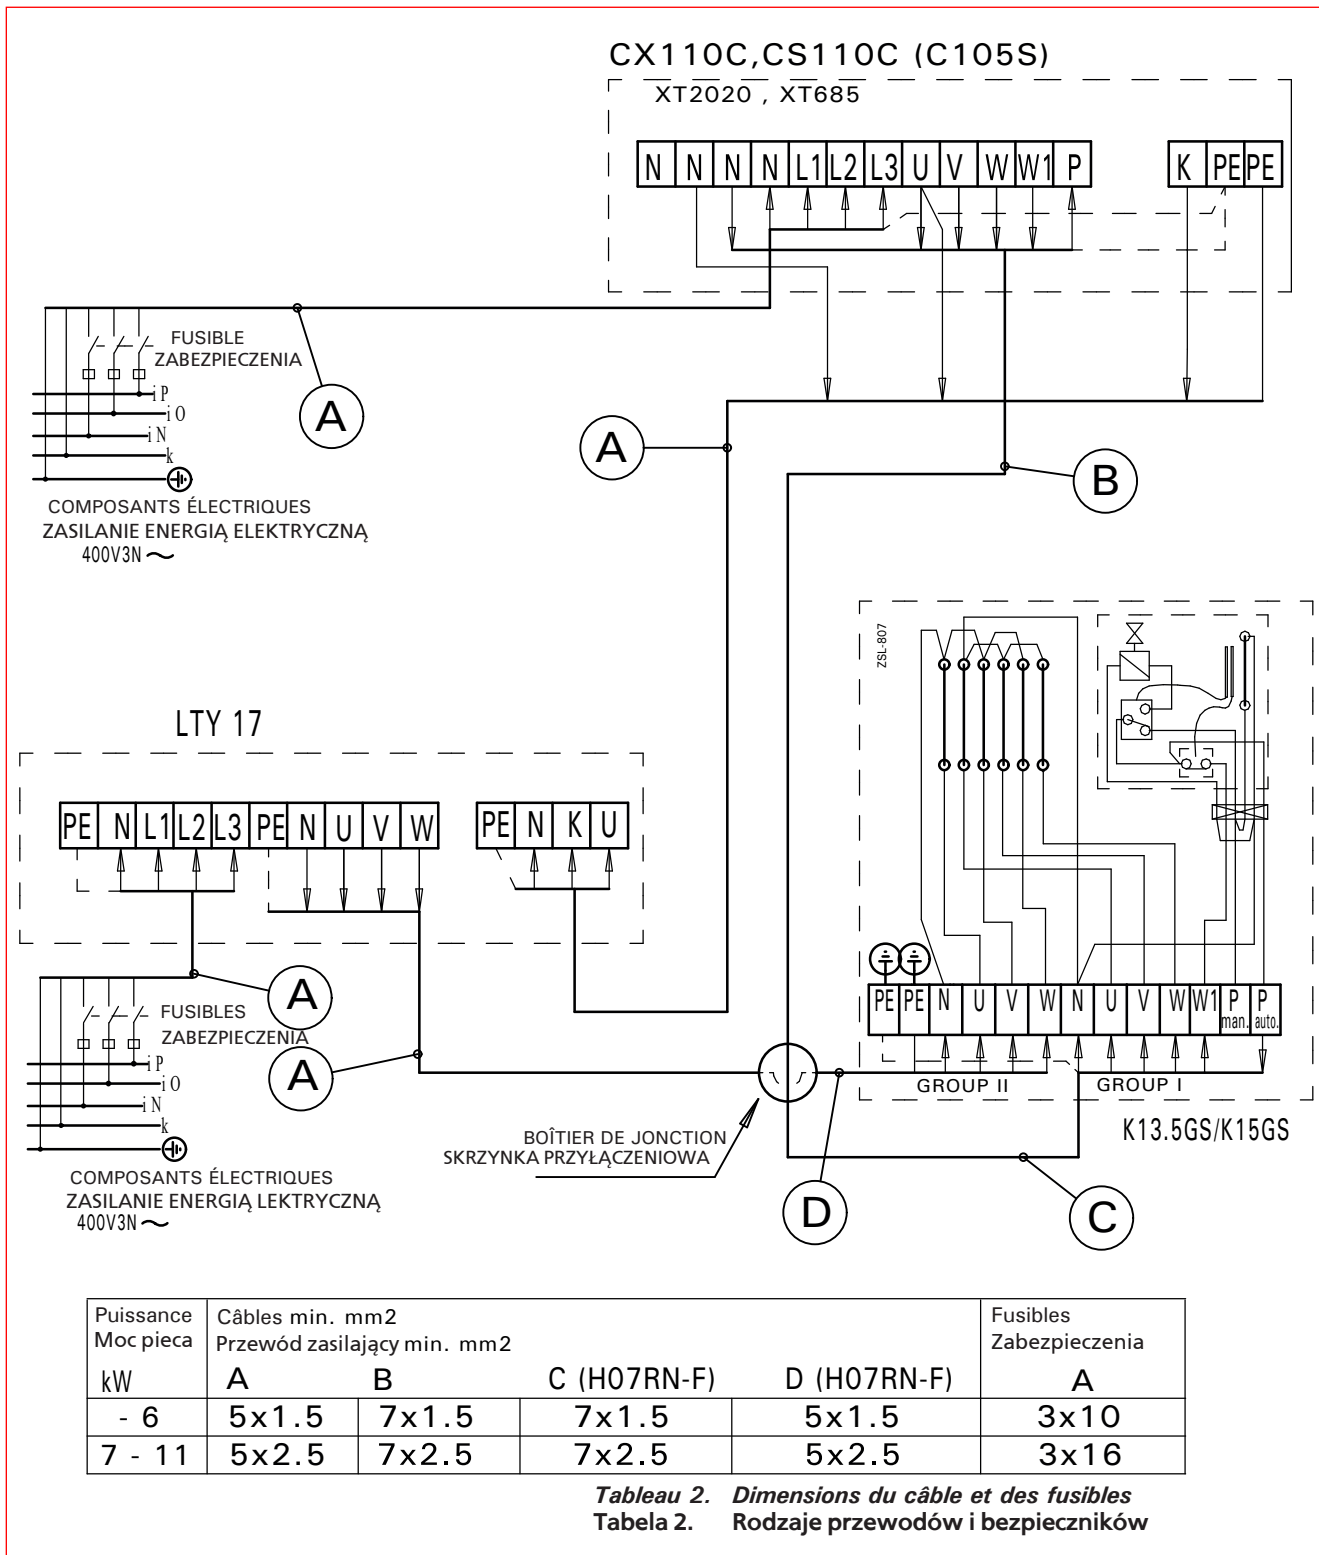 CX110C,CS110C (C105S)
XT2020 , XT685
N N N N L1 L2 L3 U V W W1 P K PE PE
FUSIBLE
ZABEZPIECZENIA
A
i P
i O
i N
k
COMPOSANTS ÉLECTRIQUES
ZASILANIE ENERGIĄ ELEKTRYCZNĄ
400V3N ~
A
B
ZSL-807
LTY 17
PE N L1 L2 L3 PE N U V W PE N K U
A
FUSIBLES
ZABEZPIECZENIA
A
i P
i O
i N
k
COMPOSANTS ÉLECTRIQUES
ZASILANIE ENERGIĄ LEKTRYCZNĄ
400V3N ~
PE PE N U V W N U V W W1 P man. P auto.
GROUP II GROUP I
K13.5GS/K15GS
BOÎTIER DE JONCTION
SKRZYNKA PRZYŁĄCZENIOWA
D
C
Puissance Câbles min. mm2 Fusibles
Moc pieca Przewód zasilający min. mm2 Zabezpieczenia
kW A B C (H07RN-F) D (H07RN-F) A
- 6 5x1.5 7x1.5 7x1.5 5x1.5 3x10
7 - 11 5x2.5 7x2.5 7x2.5 5x2.5 3x16
Tableau 2. Dimensions du câble et des fusibles
Tabela 2. Rodzaje przewodów i bezpieczników